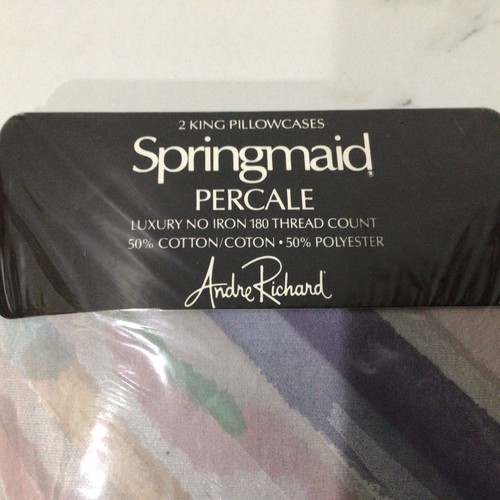 2 KING PILLOWCASES
Springmaid®
PERCALE
LUXURY NO IRON 180 THREAD COUNT
50% COTTON/COTON • 50% POLYESTER
Andre Richard